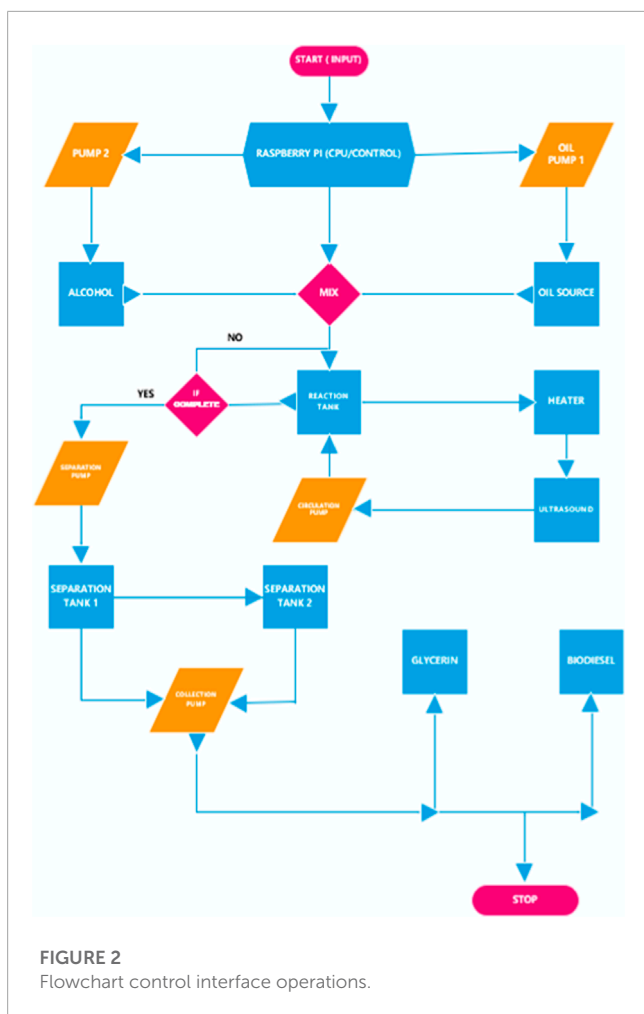 START ( INPUT)
PUMP 2
RASPBERRY PI (CPU/CONTROL)
OIL
PUMP 1
ALCOHOL
MIX
OIL SOURCE
NO
YES
IF
COMPLETE
REACTION
TANK
HEATER
SEPARATION
PUMP
CIRCULATION
PUMP
ULTRASOUND
SEPARATION
TANK 1
SEPARATION
TANK 2
GLYCERIN
BIODIESEL
COLLECTION
PUMP
STOP
FIGURE 2
Flowchart control interface operations.